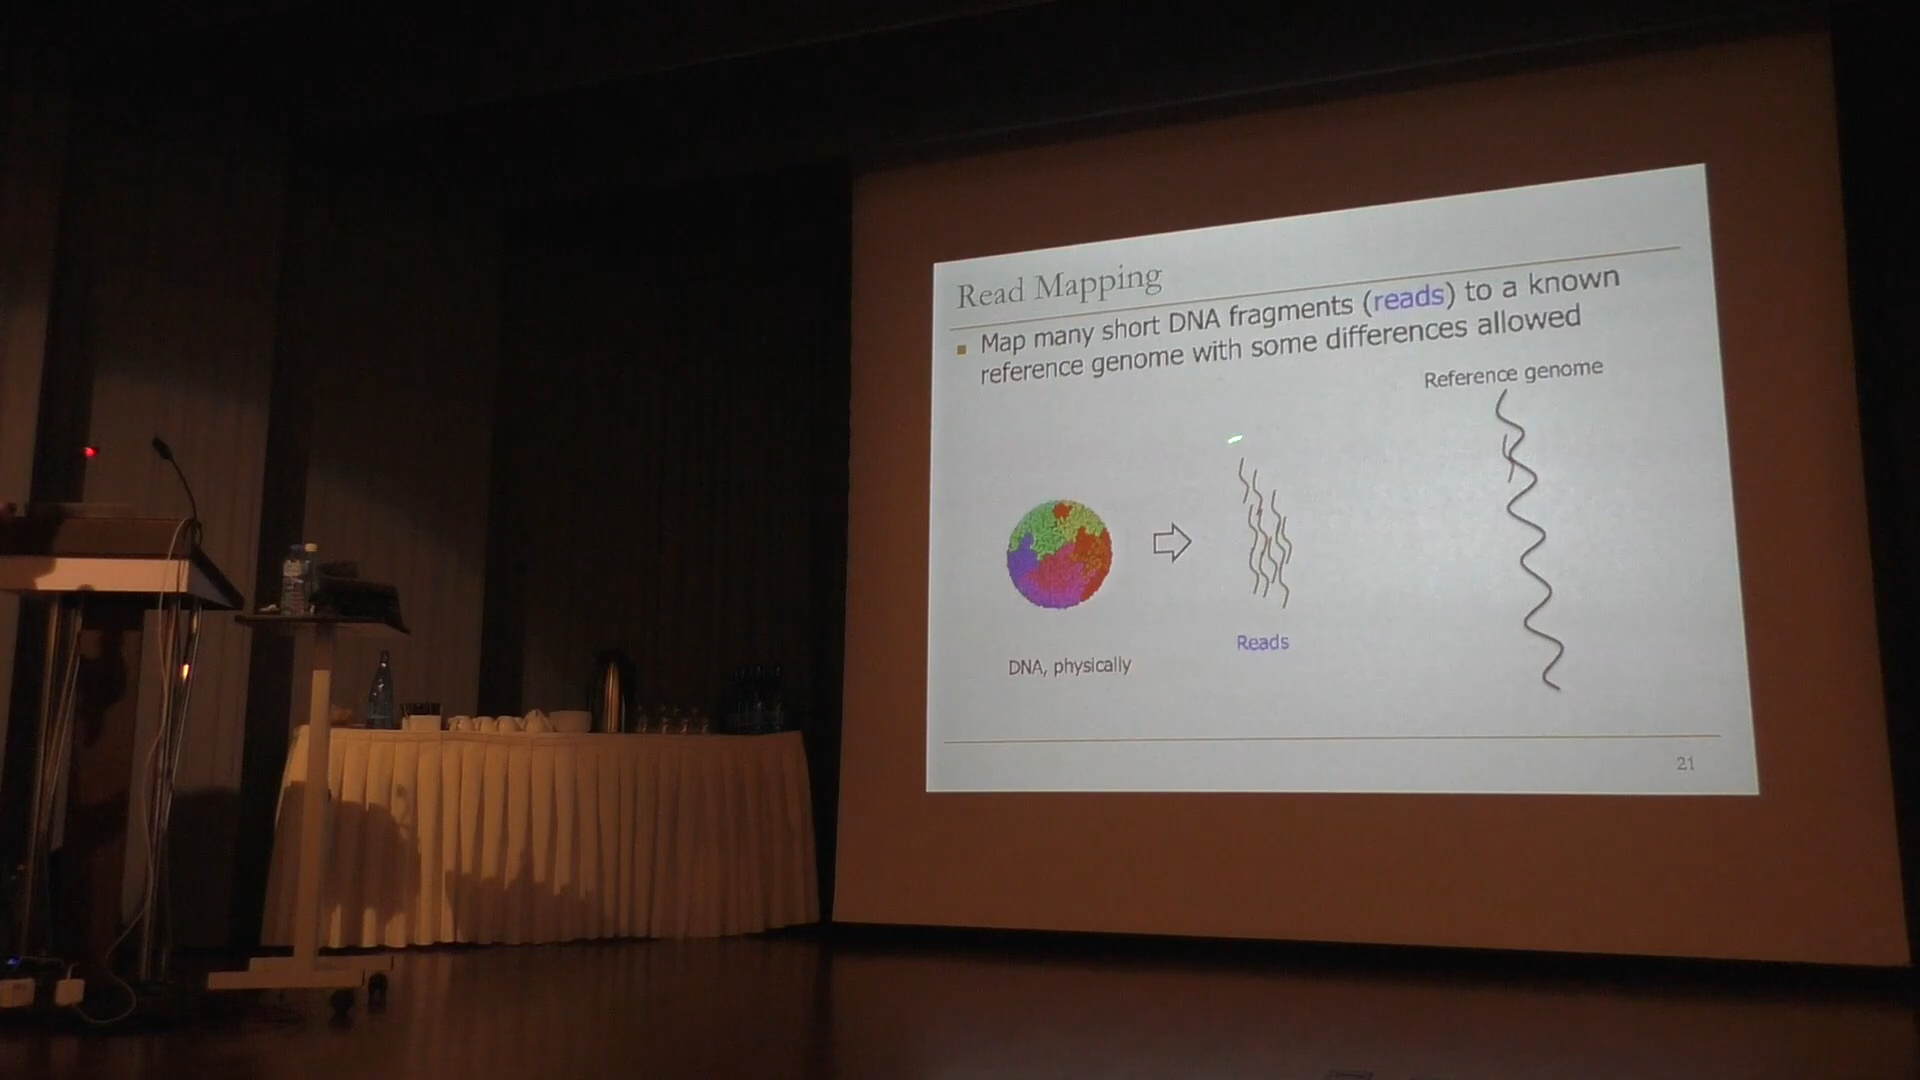 Read Mapping
Map many short DNA fragments (reads) to a known
reference genome with some differences allowed
Reference genome
Reads
DNA, physically
21